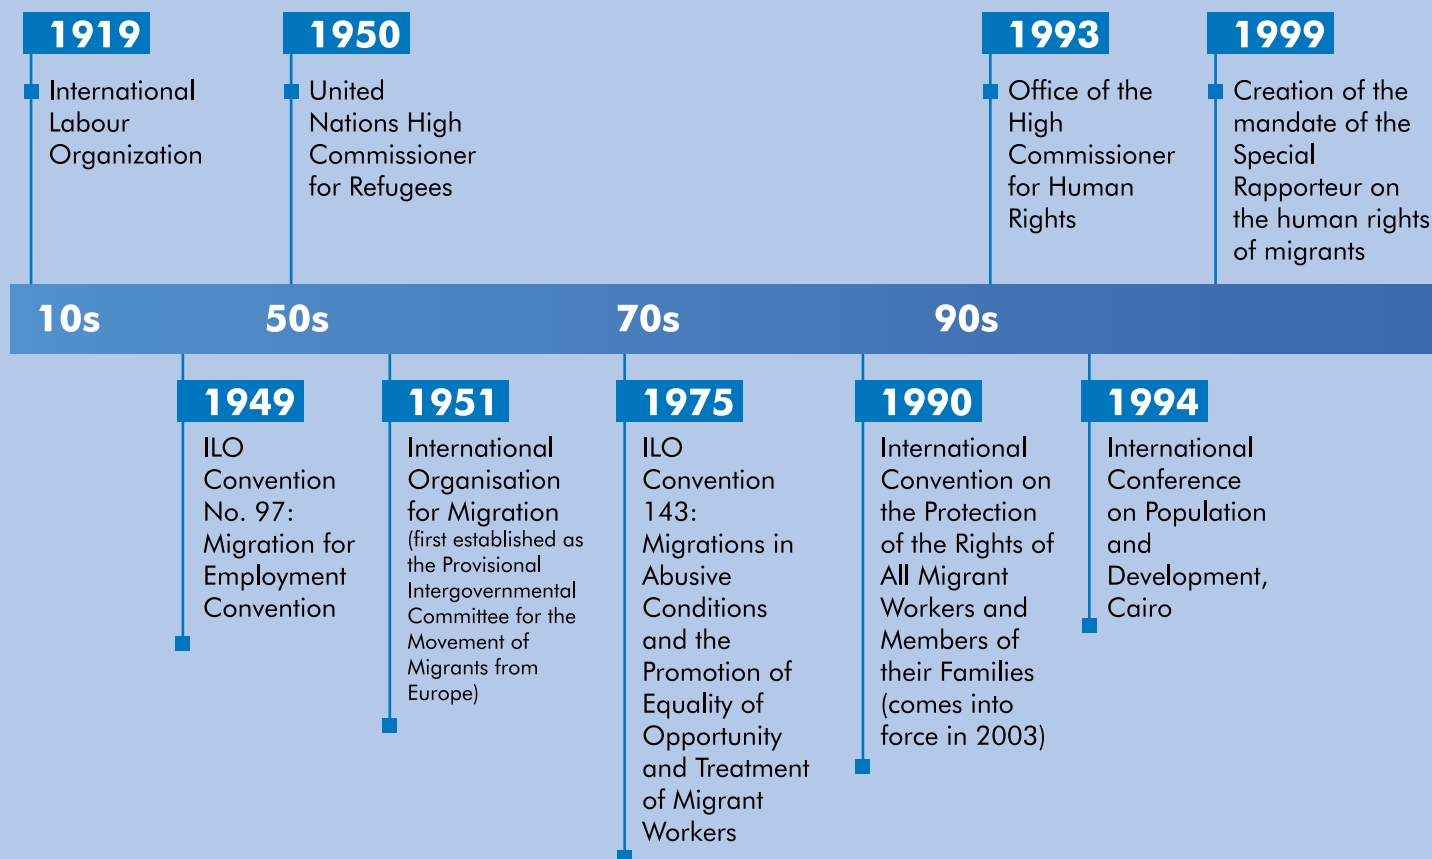 1919
International
Labour
Organization
1950
United
Nations High
Commissioner
for Refugees
1993
Office of the
High
Commissioner
for Human
Rights
1999
Creation of the
mandate of the
Special
Rapporteur on
the human rights
of migrants
10s
50s
70s
90s
1949
ILO
Convention
No. 97:
Migration for
Employment
Convention
1951
International
Organisation
for Migration
(first established as
the Provisional
Intergovernmental
Committee for the
Movement of
Migrants from
Europe)
1975
ILO
Convention
143:
Migrations in
Abusive
Conditions
and the
Promotion of
Equality of
Opportunity
and Treatment
of Migrant
Workers
1990
International
Convention on
the Protection
of the Rights of
All Migrant
Workers and
Members of
their Families
(comes into
force in 2003)
1994
International
Conference
on Population
and
Development,
Cairo